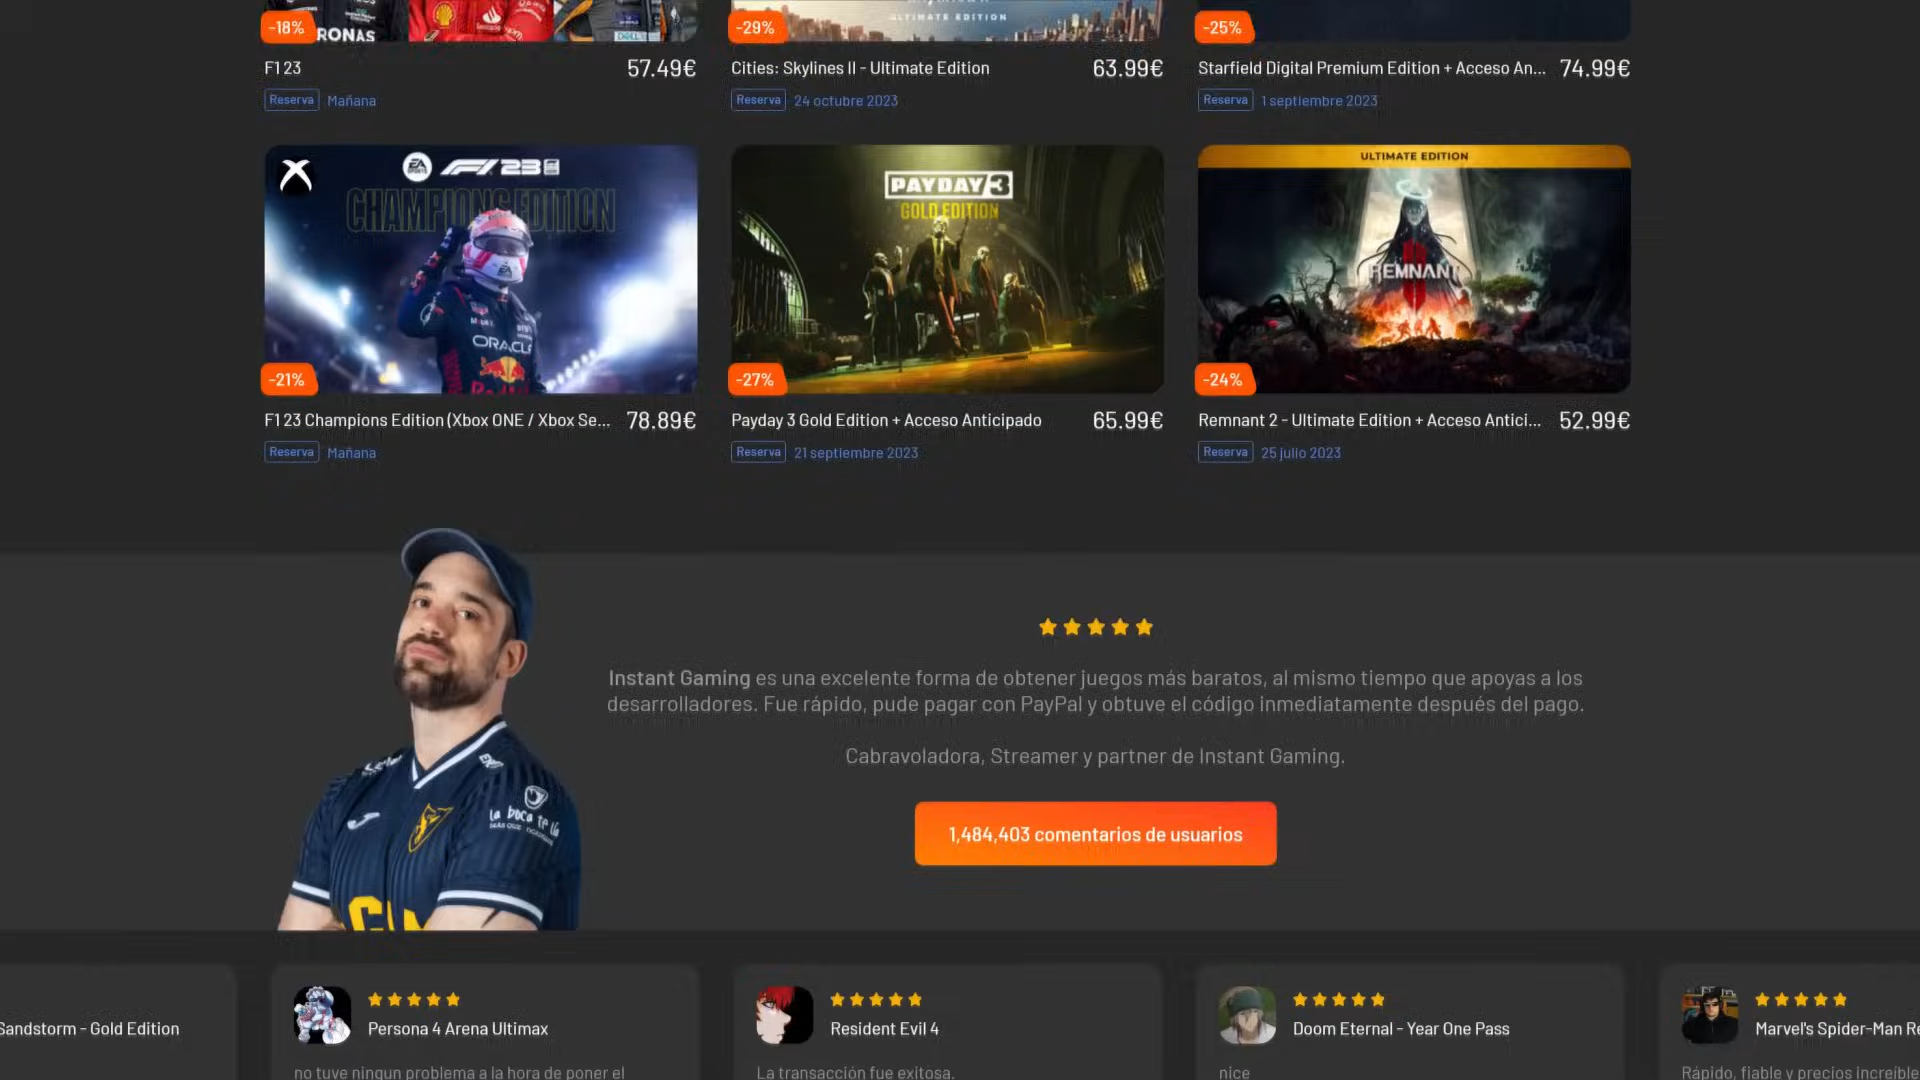 RONAS
ULTIMATE EDITION
-18%
-29%
-25%
F1 23
57.49€
Cities: Skylines II - Ultimate Edition
63.99€
Starfield Digital Premium Edition + Acceso An...
74.99€
Reserva
Mañana
Reserva
24 octubre 2023
Reserva
1 septiembre 2023
EA SPORTS F1 23
CHAMPIONS EDITION
ORACLE
PAYDAY 3
GOLD EDITION
ULTIMATE EDITION
REMNANT
-21%
-27%
-24%
F1 23 Champions Edition (Xbox ONE / Xbox Se...
78.89€
Payday 3 Gold Edition + Acceso Anticipado
65.99€
Remnant 2 - Ultimate Edition + Acceso Antici...
52.99€
Reserva
Mañana
Reserva
21 septiembre 2023
Reserva
25 julio 2023
Instant Gaming es una excelente forma de obtener juegos más baratos, al mismo tiempo que apoyas a los
desarrolladores. Fue rápido, pude pagar con PayPal y obtuve el código inmediatamente después del pago.
Cabravoladora, Streamer y partner de Instant Gaming.
1,484,403 comentarios de usuarios
la boca te lía
Sandstorm - Gold Edition
Persona 4 Arena Ultimax
Resident Evil 4
Doom Eternal - Year One Pass
Marvel's Spider-Man Re
no tuve ningun problema a la hora de poner el
La transacción fue exitosa.
nice
Rápido, fiable y precios increíble